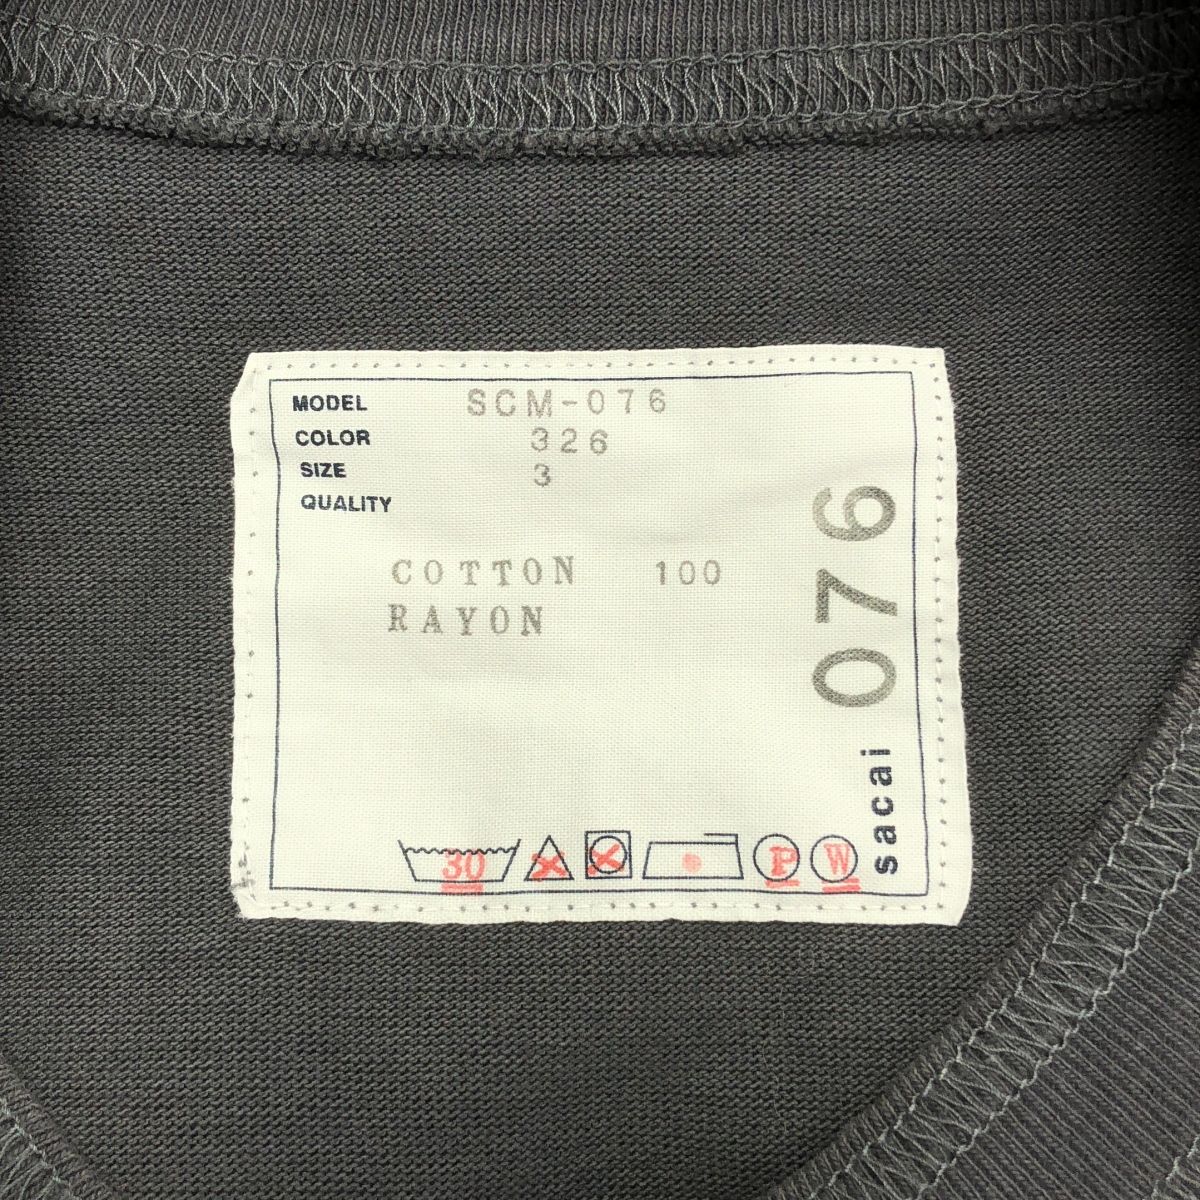 MODEL SCM-076
COLOR 326
SIZE 3
QUALITY
COTTON 100
RAYON
30
P
W
sacai 076